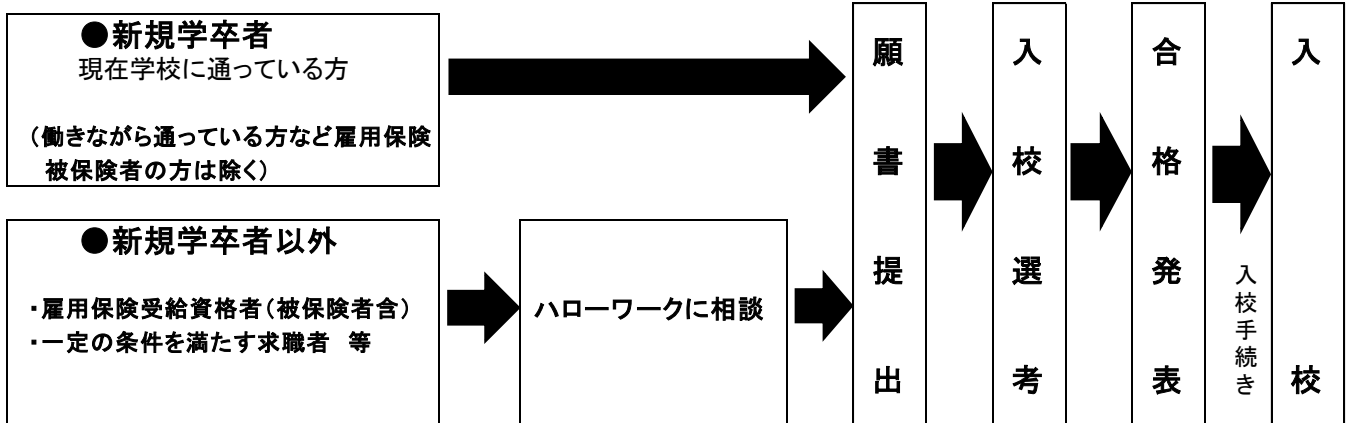 ●新規学卒者
現在学校に通っている方
（働きながら通っている方など雇用保険
被保険者の方は除く）
●新規学卒者以外
・雇用保険受給資格者（被保険者含）
・一定の条件を満たす求職者　等
ハローワークに相談
願書提出
入校選考
合格発表
入校手続き
入校